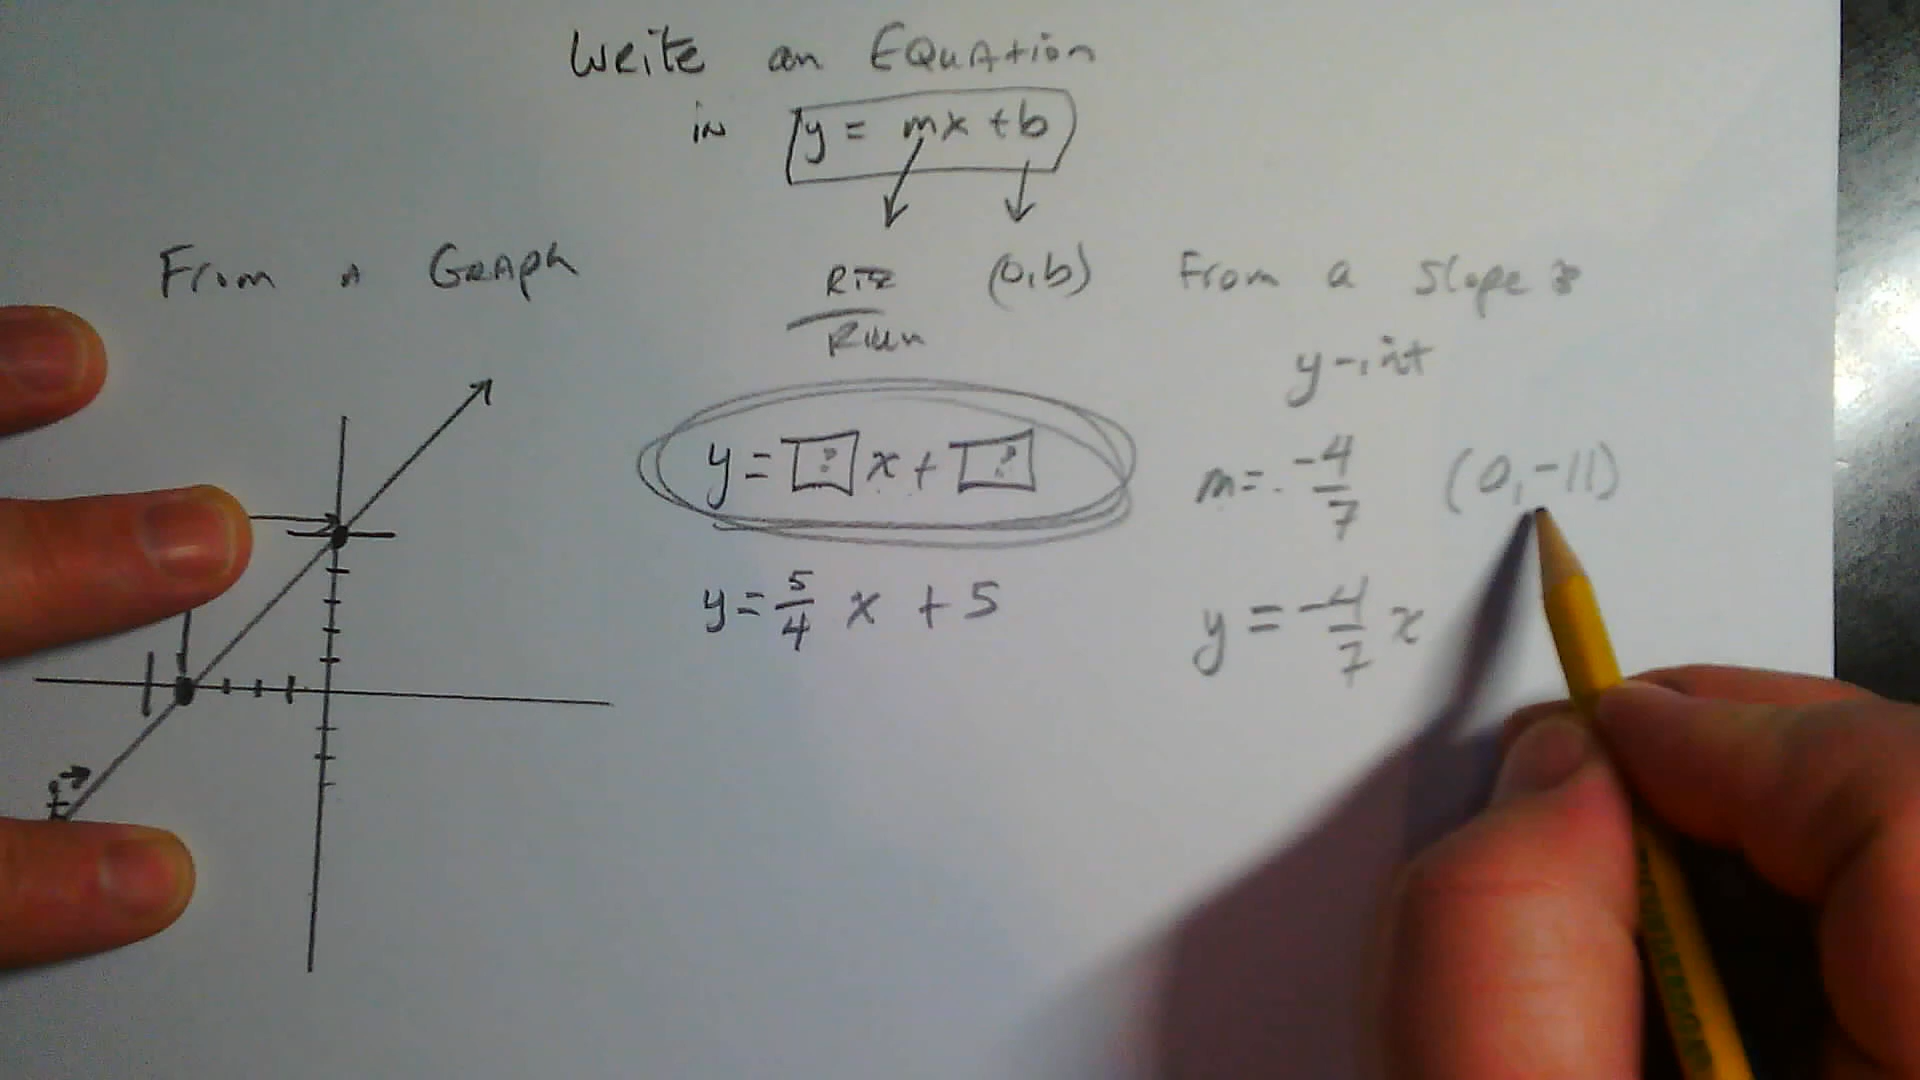 Write an Equation
in y = mx + b
From a Graph
Rise
Run
(0,b)
y = ? x + ?
y = 5/4 x + 5
From a Slope &
y-int
m = -4/7 (0,-11)
y = -4/7 x